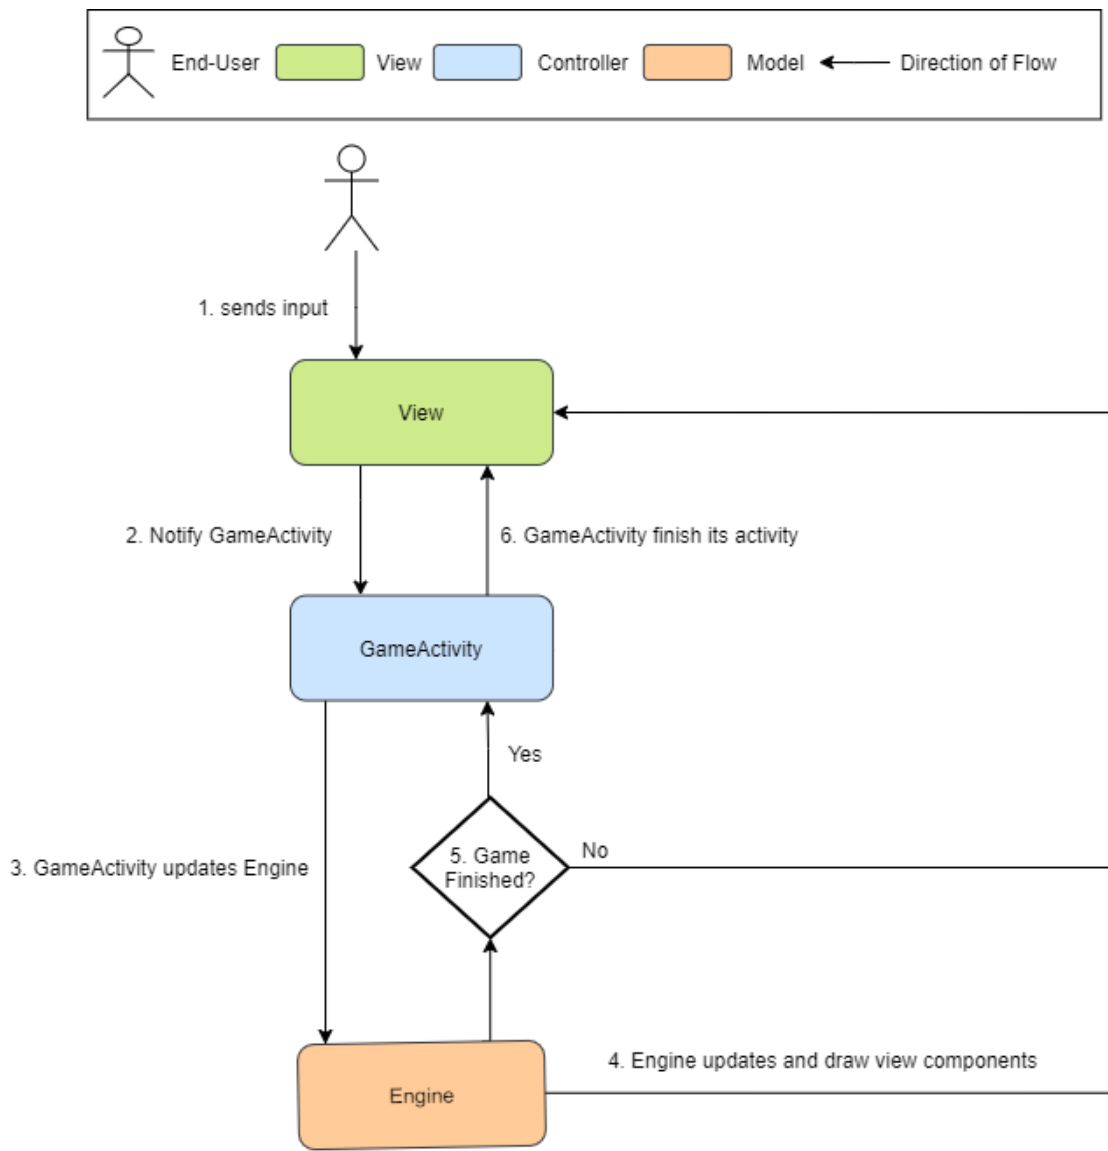 End-User
View
Controller
Model
Direction of Flow
1. sends input
View
2. Notify GameActivity
6. GameActivity finish its activity
GameActivity
Yes
5. Game
Finished?
No
3. GameActivity updates Engine
4. Engine updates and draw view components
Engine